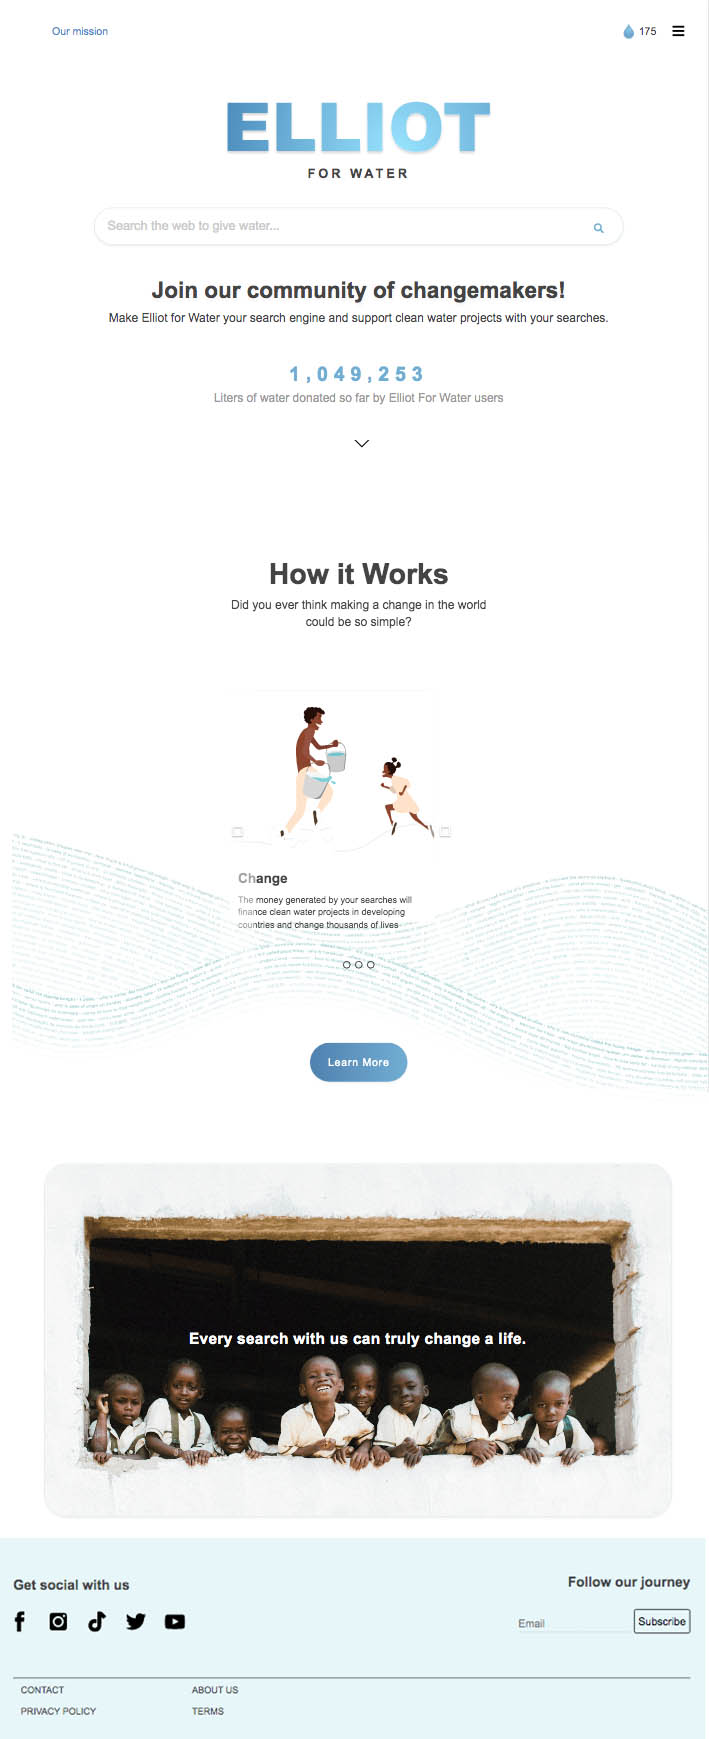 Our mission
175
ELLIOT
FOR WATER
Search the web to give water...
Join our community of changemakers!
Make Elliot for Water your search engine and support clean water projects with your searches.
1,049,253
Liters of water donated so far by Elliot For Water users
How it Works
Did you ever think making a change in the world
could be so simple?
Change
The money generated by your searches will
finance clean water projects in developing
countries and change thousands of lives
Learn More
Every search with us can truly change a life.
Get social with us
Follow our journey
Email
Subscribe
CONTACT
ABOUT US
PRIVACY POLICY
TERMS